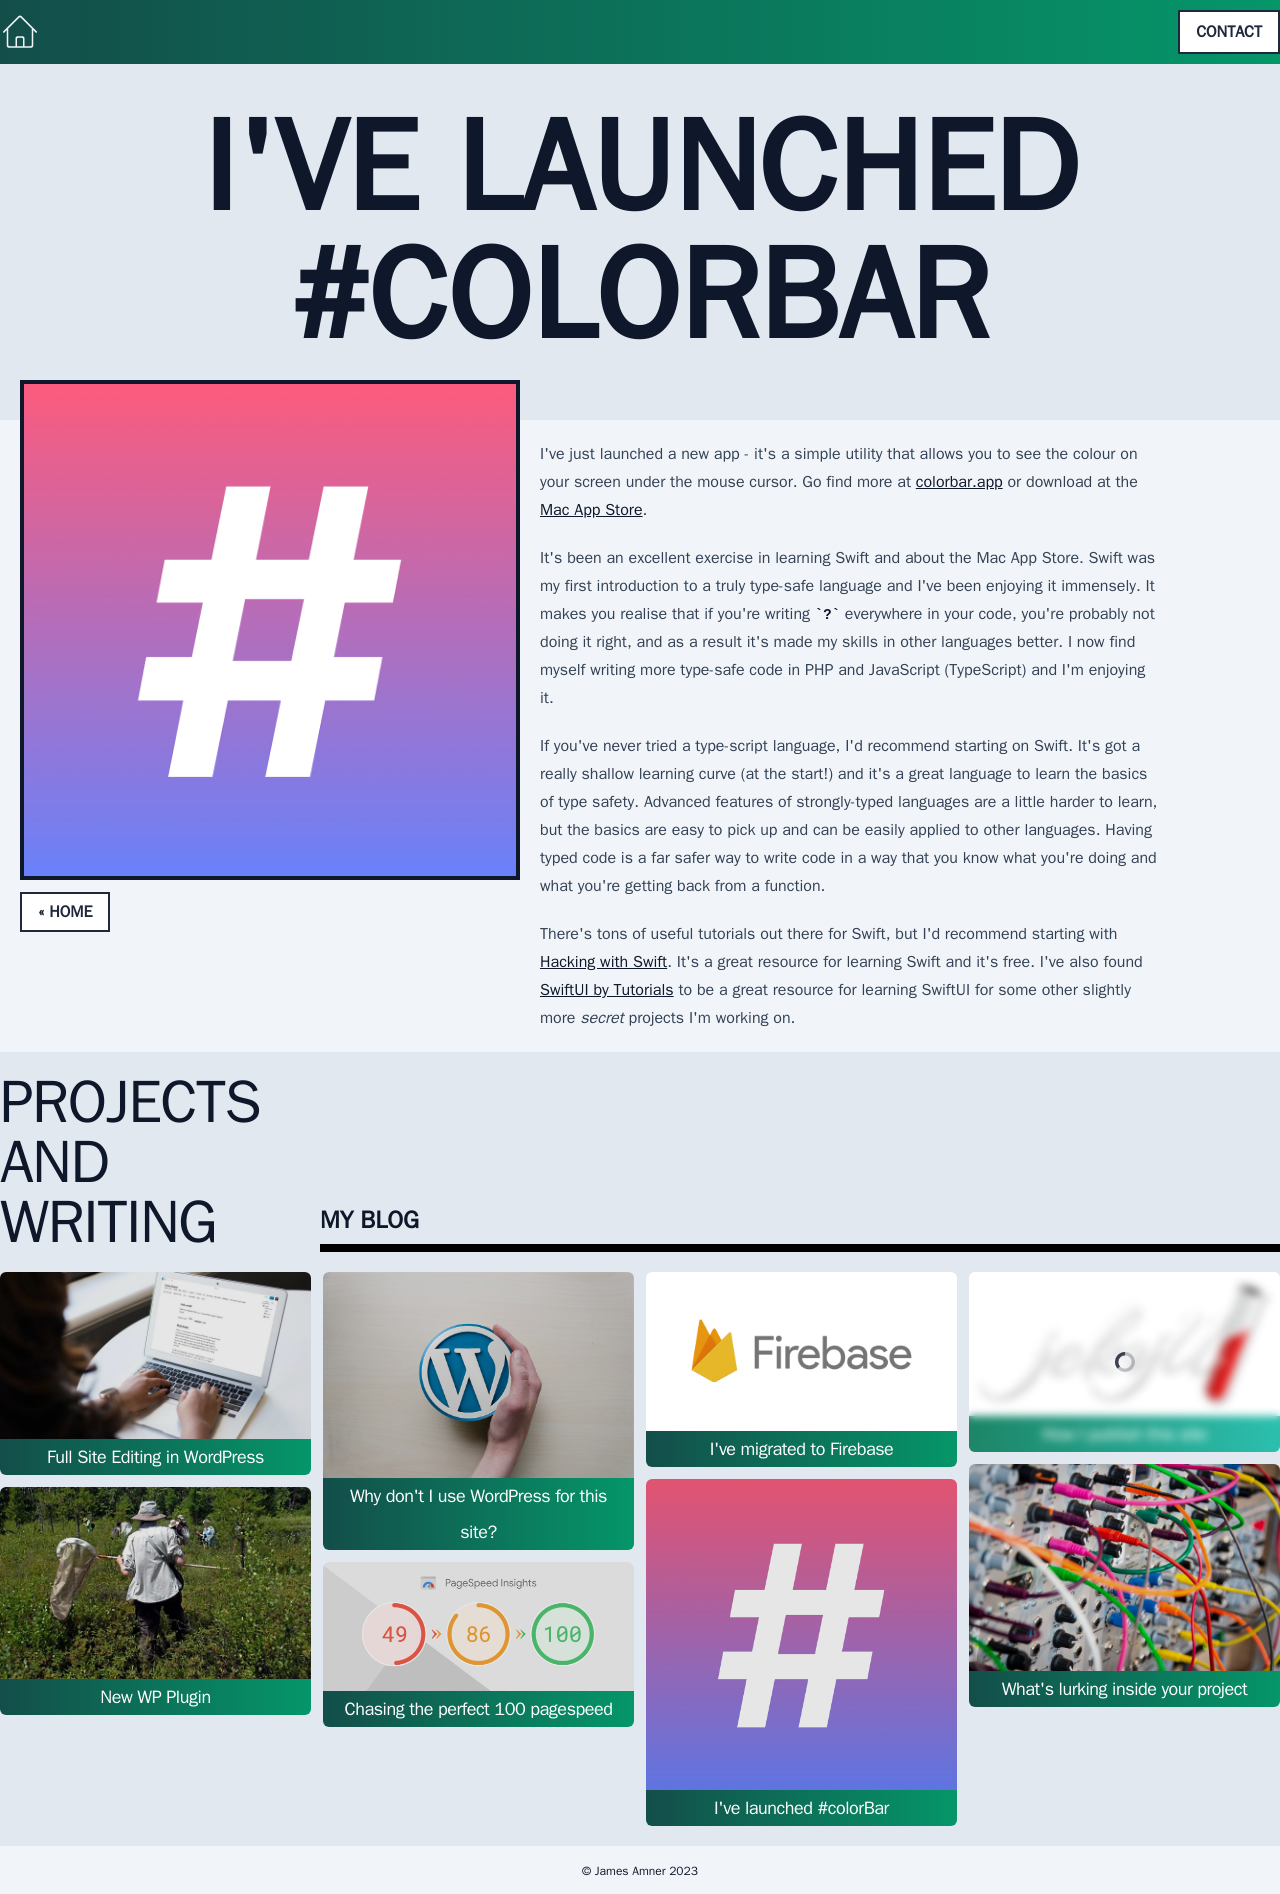 CONTACT
I'VE LAUNCHED
#COLORBAR
#
I've just launched a new app - it's a simple utility that allows you to see the colour on
your screen under the mouse cursor. Go find more at colorbar.app or download at the
Mac App Store.
It's been an excellent exercise in learning Swift and about the Mac App Store. Swift was
my first introduction to a truly type-safe language and I've been enjoying it immensely. It
makes you realise that if you're writing `?` everywhere in your code, you're probably not
doing it right, and as a result it's made my skills in other languages better. I now find
myself writing more type-safe code in PHP and JavaScript (TypeScript) and I'm enjoying
it.
If you've never tried a type-script language, I'd recommend starting on Swift. It's got a
really shallow learning curve (at the start!) and it's a great language to learn the basics
of type safety. Advanced features of strongly-typed languages are a little harder to learn,
but the basics are easy to pick up and can be easily applied to other languages. Having
typed code is a far safer way to write code in a way that you know what you're doing and
what you're getting back from a function.
There's tons of useful tutorials out there for Swift, but I'd recommend starting with
Hacking with Swift. It's a great resource for learning Swift and it's free. I've also found
SwiftUI by Tutorials to be a great resource for learning SwiftUI for some other slightly
more secret projects I'm working on.
« HOME
PROJECTS
AND
WRITING
MY BLOG
Full Site Editing in WordPress
New WP Plugin
W
Why don't I use WordPress for this
site?
PageSpeed Insights
49 » 86 » 100
Chasing the perfect 100 pagespeed
Firebase
I've migrated to Firebase
#
I've launched #colorBar
jekyll
How I publish this site
What's lurking inside your project
© James Amner 2023